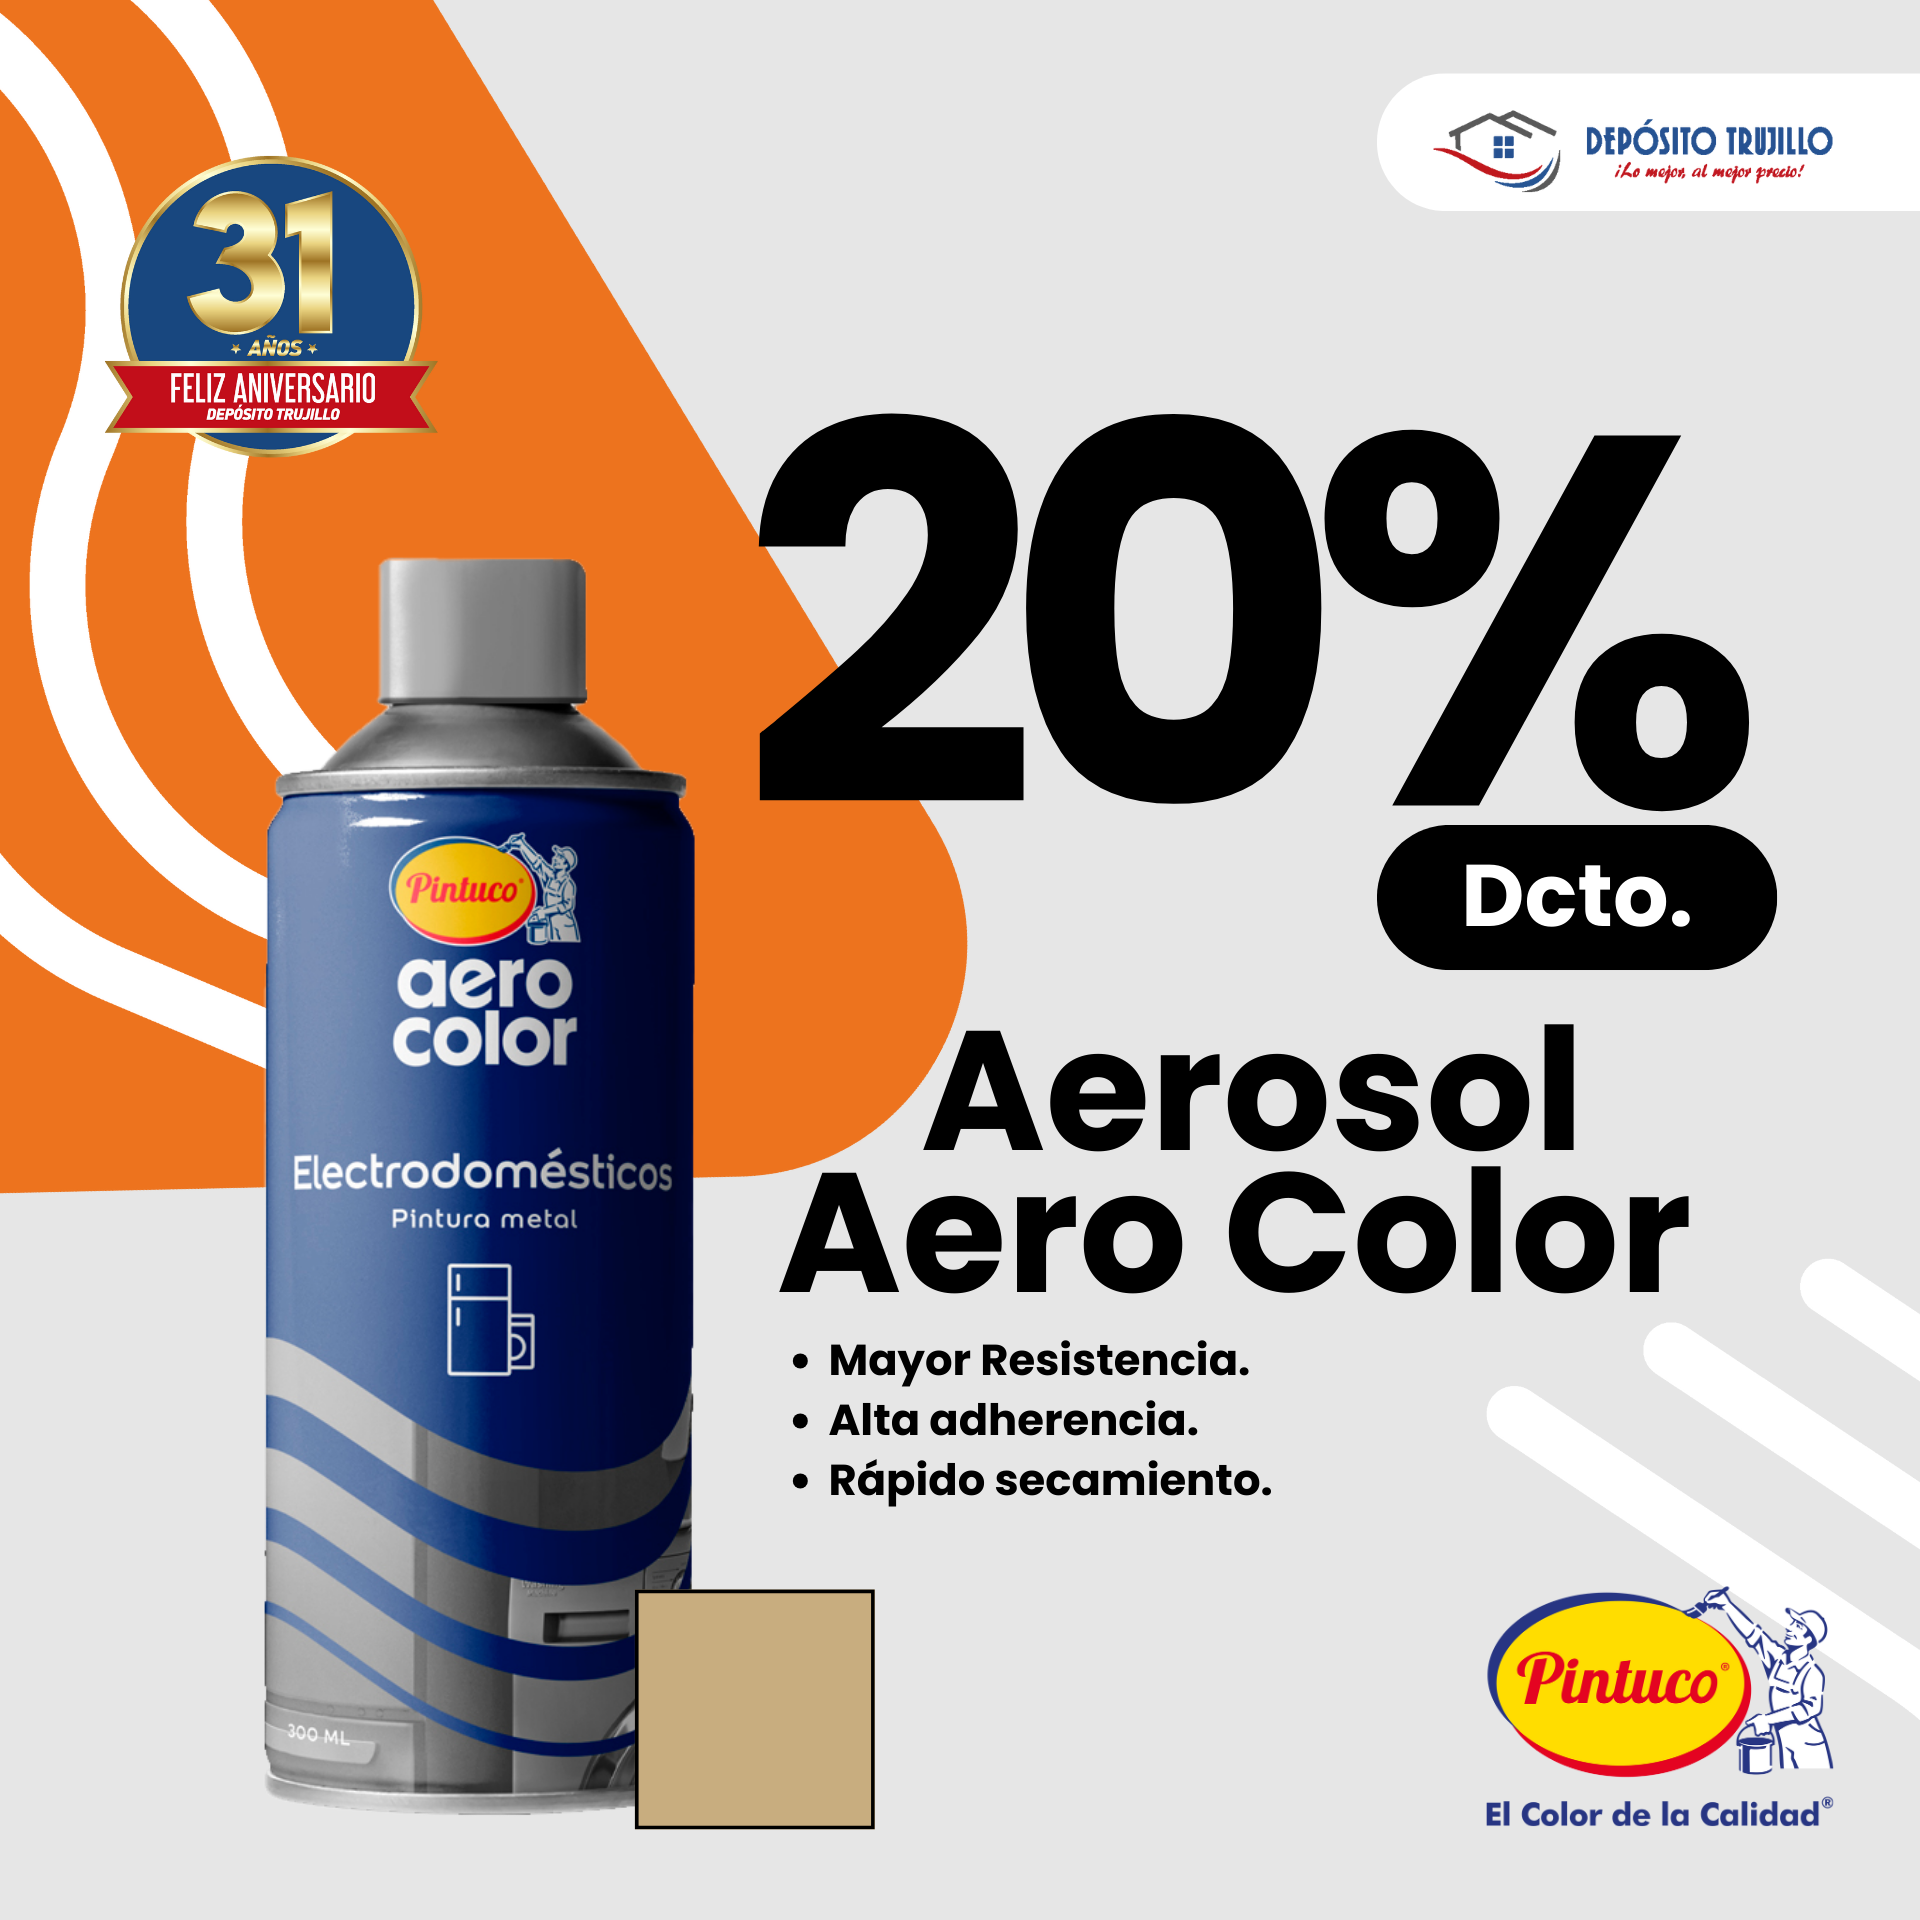 DEPÓSITO TRUJILLO
¡Lo mejor, al mejor precio!
31
AÑOS
FELIZ ANIVERSARIO
DEPÓSITO TRUJILLO
20%
Dcto.
Pintuco®
aero
color
Electrodomésticos
Pintura metal
300 ML
Aerosol
Aero Color
• Mayor Resistencia.
• Alta adherencia.
• Rápido secamiento.
Pintuco®
El Color de la Calidad®